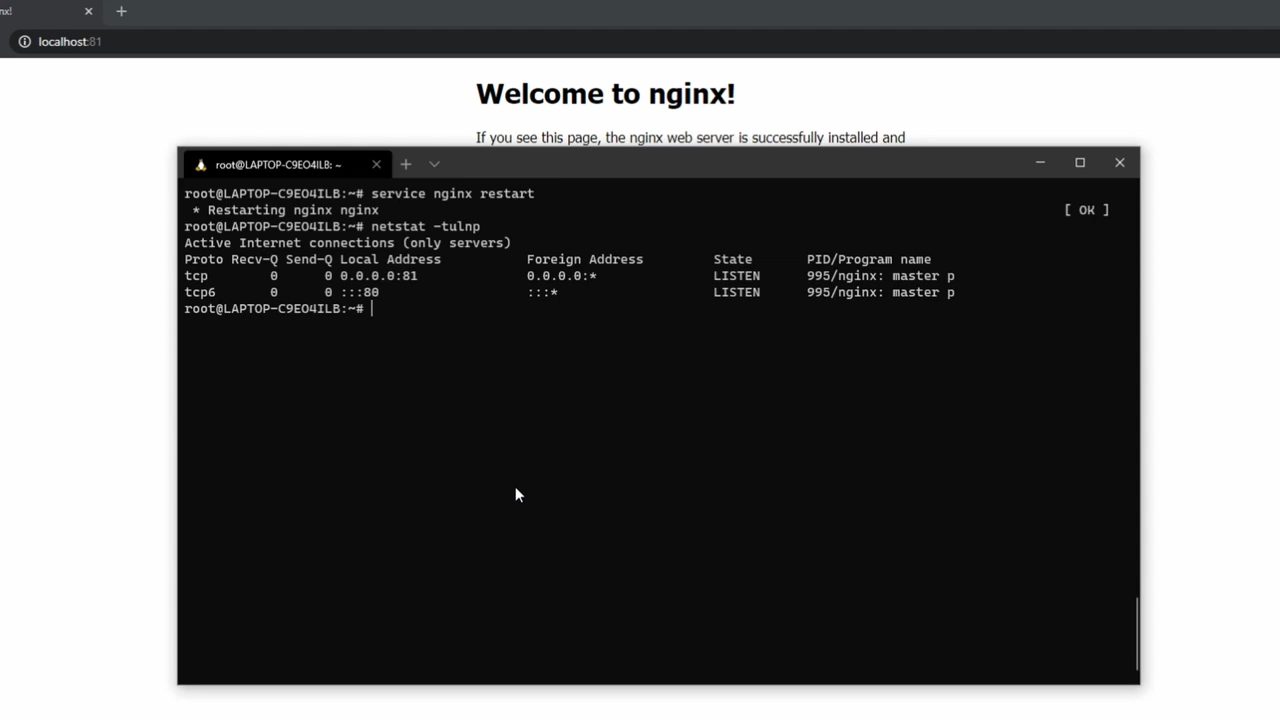 nx!
localhost:81
Welcome to nginx!
If you see this page, the nginx web server is successfully installed and
root@LAPTOP-C9EO4ILB: ~
root@LAPTOP-C9EO4ILB:~# service nginx restart
 * Restarting nginx nginx                                                                                        [ OK ]
root@LAPTOP-C9EO4ILB:~# netstat -tulnp
Active Internet connections (only servers)
Proto Recv-Q Send-Q Local Address           Foreign Address         State       PID/Program name
tcp        0      0 0.0.0.0:81              0.0.0.0:*               LISTEN      995/nginx: master p
tcp6       0      0 :::80                   :::*                    LISTEN      995/nginx: master p
root@LAPTOP-C9EO4ILB:~#